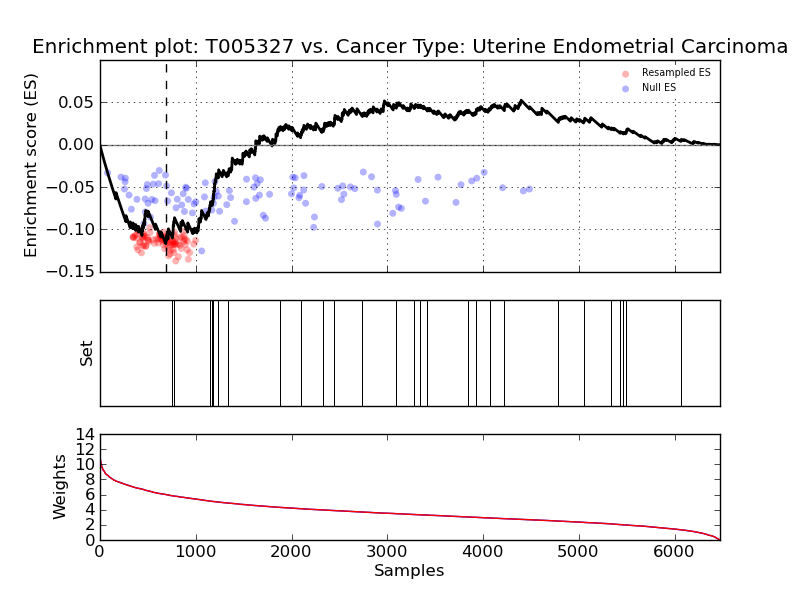 Enrichment plot: T005327 vs. Cancer Type: Uterine Endometrial Carcinoma
Enrichment score (ES)
0.05
0.00
−0.05
−0.10
−0.15
Resampled ES
Null ES
Set
Weights
14
12
10
8
6
4
2
0
0 1000 2000 3000 4000 5000 6000
Samples